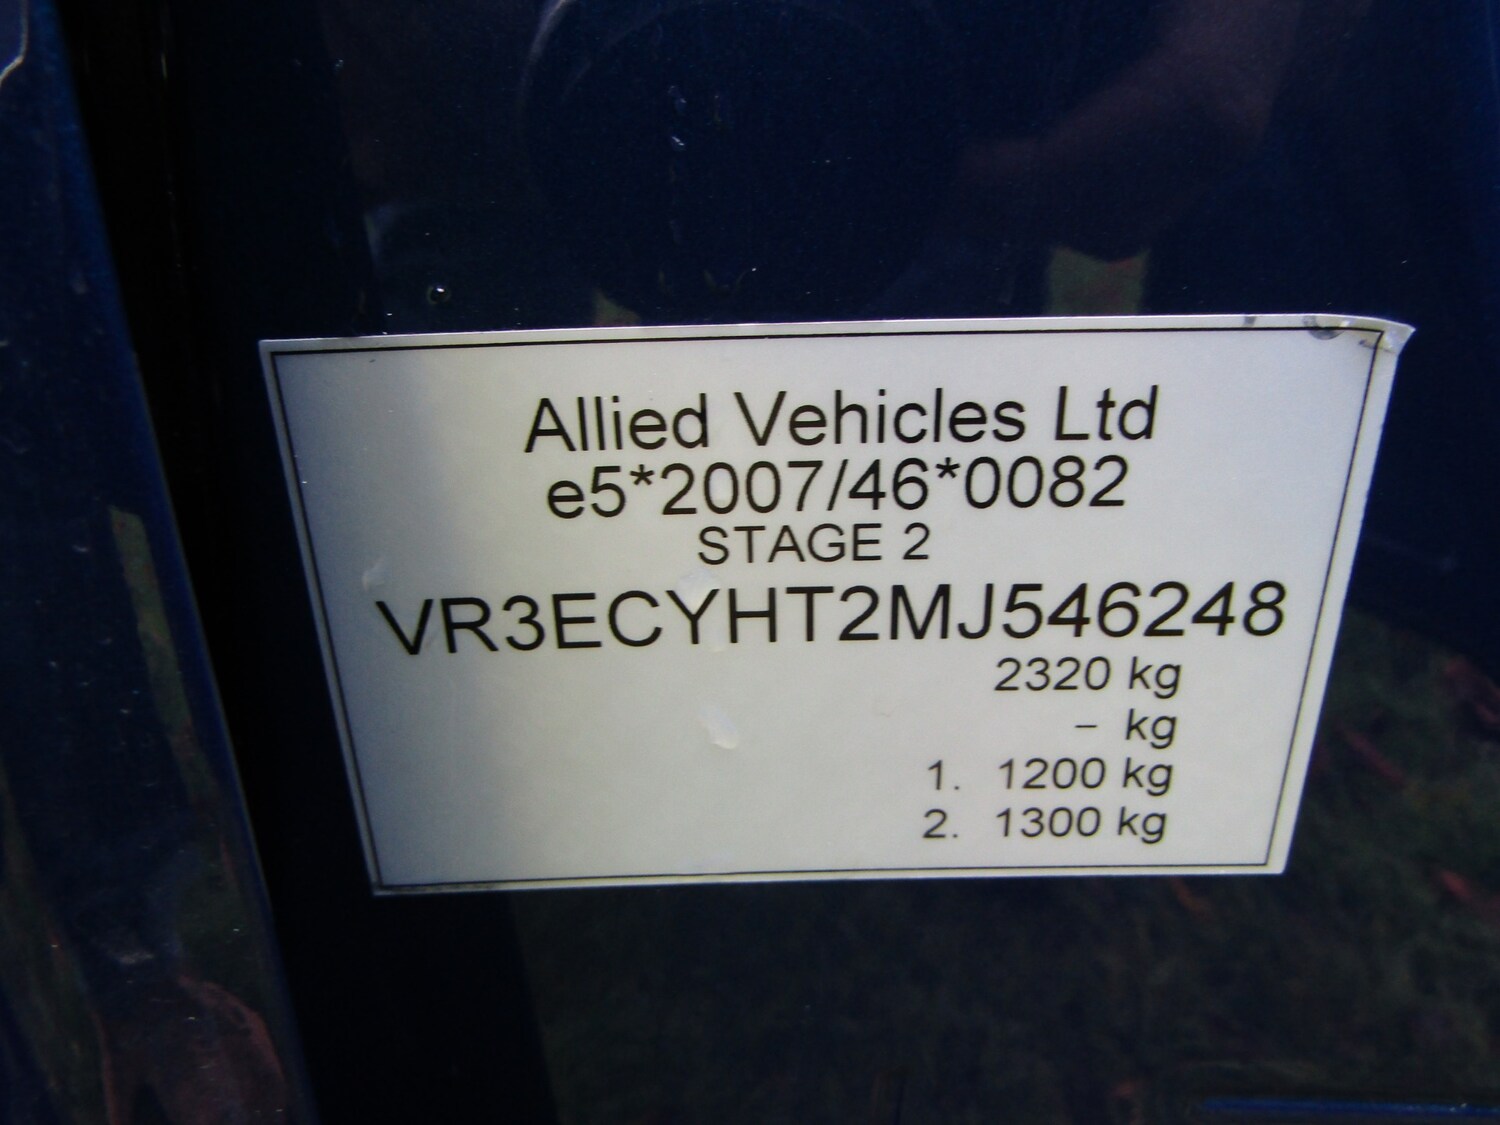 Allied Vehicles Ltd
e5*2007/46*0082
STAGE 2
VR3ECYHT2MJ546248
2320 kg
– kg
1. 1200 kg
2. 1300 kg